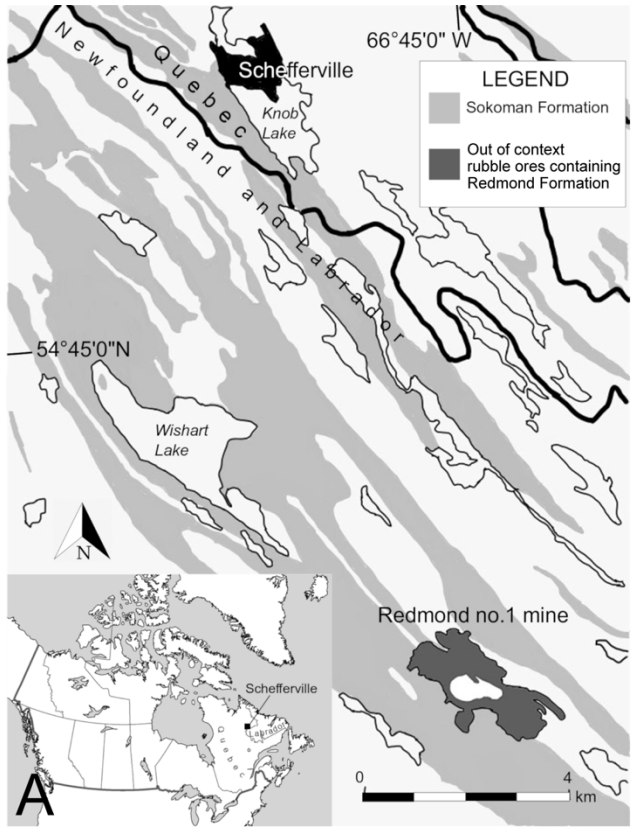 66°45'0" W
Quebec
Newfoundland and Labrador
Schefferville
Knob
Lake
LEGEND
Sokoman Formation
Out of context
rubble ores containing
Redmond Formation
54°45'0"N
Wishart
Lake
N
Redmond no.1 mine
Schefferville
Labrador
A
0
4
km